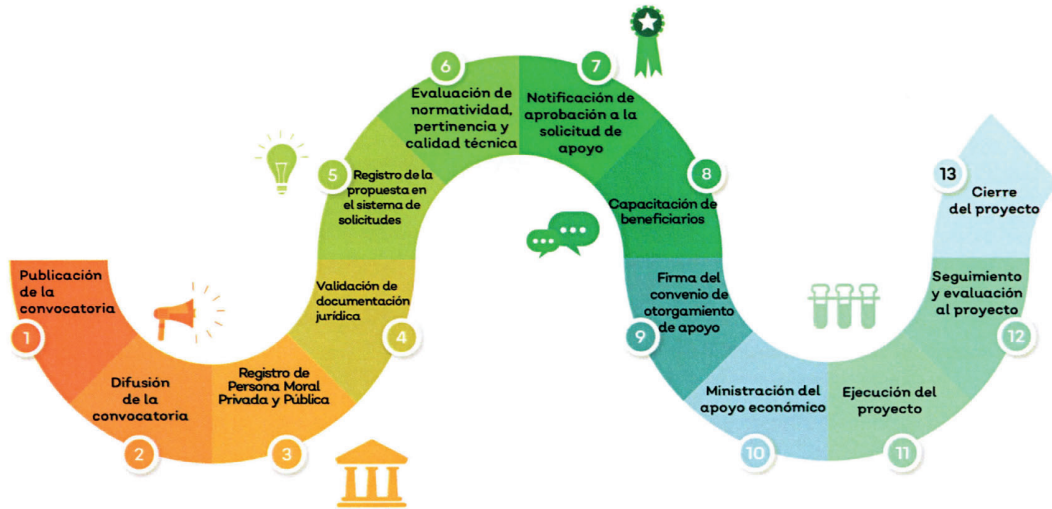 1
Publicación
de la
convocatoria
2
Difusión
de la
convocatoria
3
Registro de
Persona Moral
Privada y Pública
4
Validación de
documentación
jurídica
5
Registro de la
propuesta en
el sistema de
solicitudes
6
Evaluación de
normatividad,
pertinencia y
calidad técnica
7
Notificación de
aprobación a la
solicitud de
apoyo
8
Capacitación de
beneficiarios
9
Firma del
convenio de
otorgamiento
de apoyo
10
Ministración del
apoyo económico
11
Ejecución del
proyecto
12
Seguimiento
y evaluación
al proyecto
13
Cierre
del proyecto